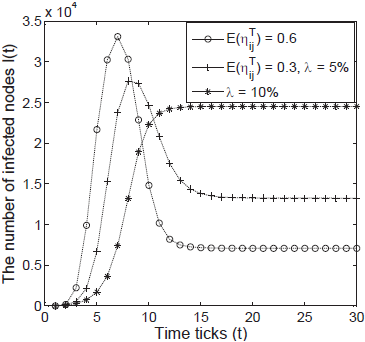 x 10^4
3.5
3
2.5
2
1.5
1
0.5
0
0 5 10 15 20 25 30
The number of infected nodes I(t)
Time ticks (t)
E(η_ij^T) = 0.6
E(η_ij^T) = 0.3, λ = 5%
λ = 10%